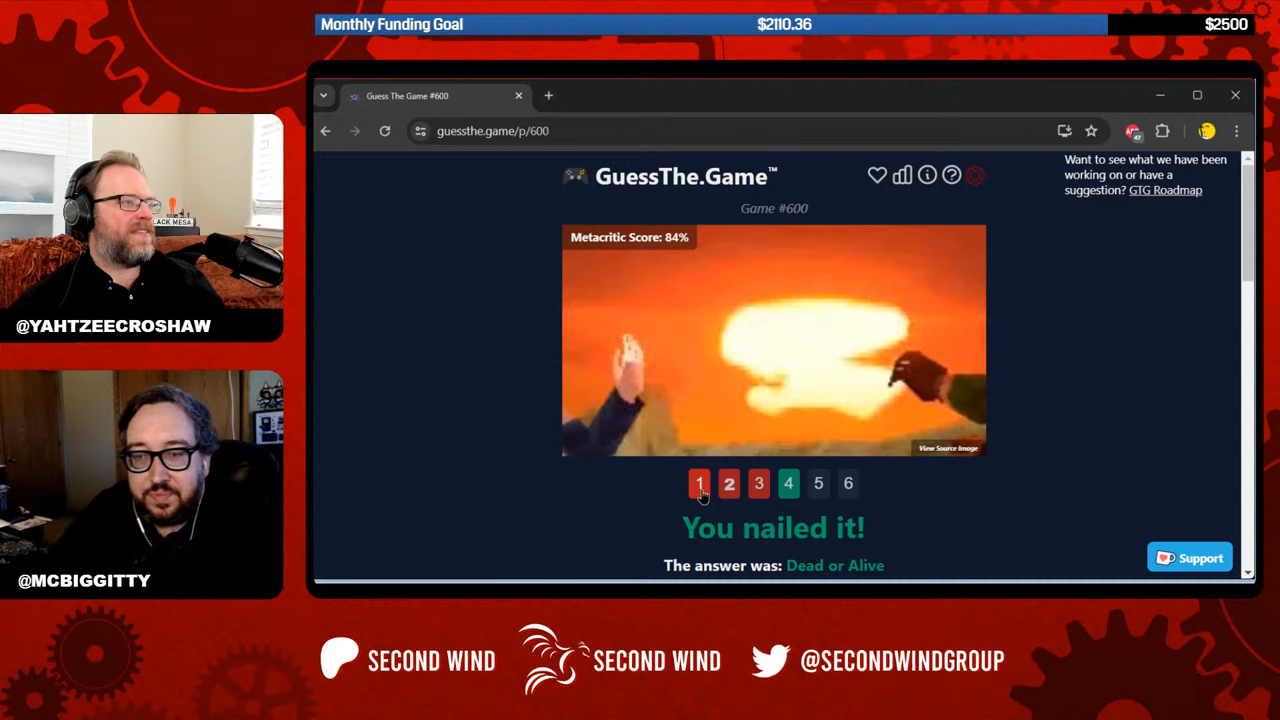 Monthly Funding Goal
$2110.36
$2500
Guess The Game #600
guessthe.game/p/600
47
Want to see what we have been
working on or have a
suggestion? GTG Roadmap
GuessThe.Game™
Game #600
Metacritic Score: 84%
View Source Image
1 2 3 4 5 6
You nailed it!
The answer was: Dead or Alive
Support
BLACK MESA
@YAHTZEECROSHAW
@MCBIGGITTY
SECOND WIND
SECOND WIND
@SECONDWINDGROUP